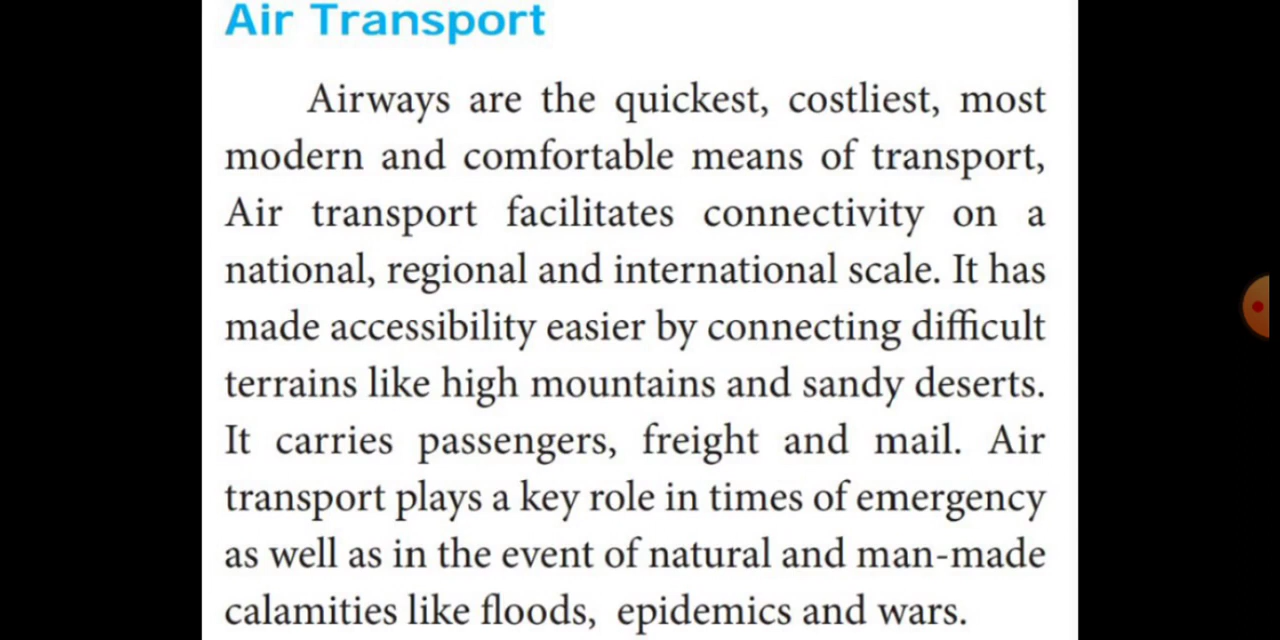 Air Transport
Airways are the quickest, costliest, most
modern and comfortable means of transport,
Air transport facilitates connectivity on a
national, regional and international scale. It has
made accessibility easier by connecting difficult
terrains like high mountains and sandy deserts.
It carries passengers, freight and mail. Air
transport plays a key role in times of emergency
as well as in the event of natural and man-made
calamities like floods, epidemics and wars.